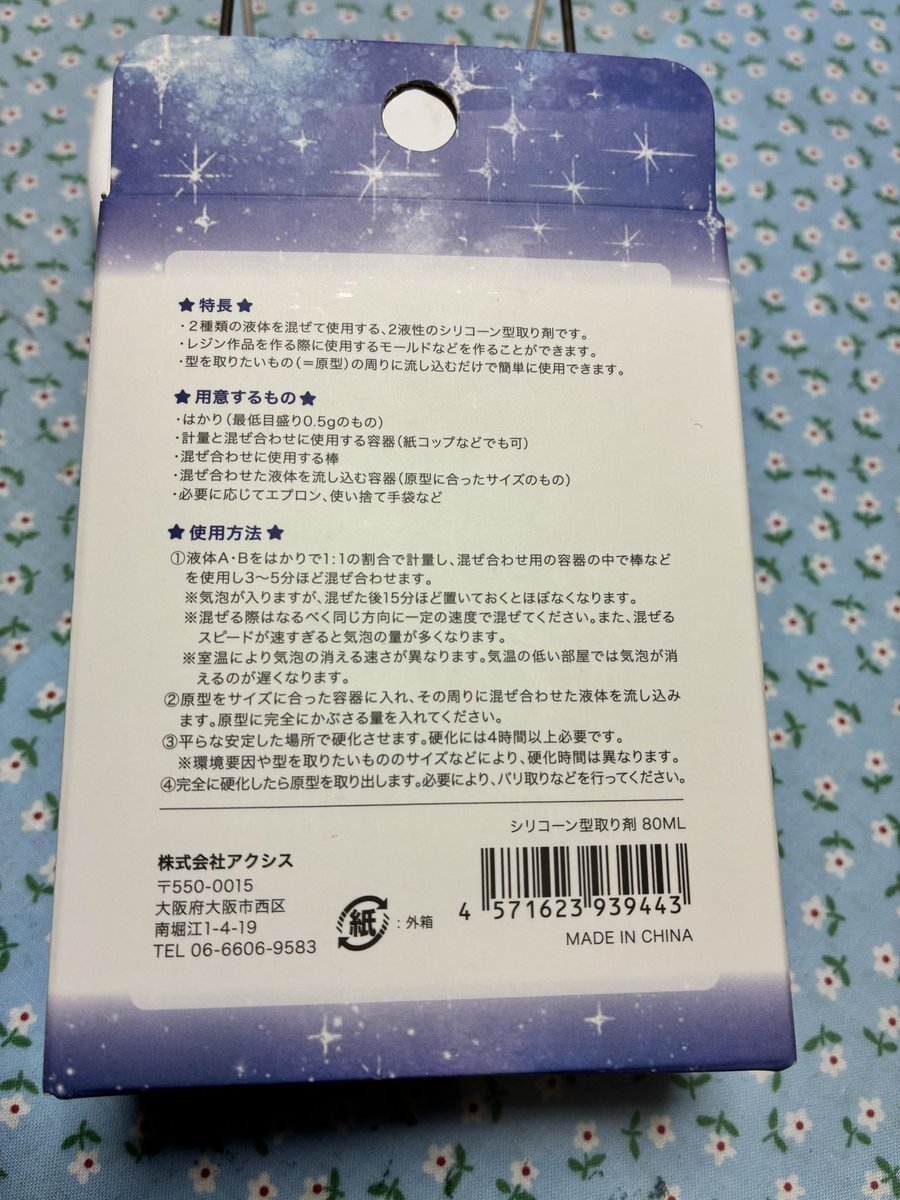 ★特長★
・2種類の液体を混ぜて使用する、2液性のシリコーン型取り剤です。
・レジン作品を作る際に使用するモールドなどを作ることができます。
・型を取りたいもの(=原型)の周りに流し込むだけで簡単に使用できます。
★用意するもの★
・はかり(最低目盛り0.5gのもの)
・計量と混ぜ合わせに使用する容器(紙コップなどでも可)
・混ぜ合わせに使用する棒
・混ぜ合わせた液体を流し込む容器(原型に合ったサイズのもの)
・必要に応じてエプロン、使い捨て手袋など
★使用方法★
①液体A・Bをはかりで1:1の割合で計量し、混ぜ合わせ用の容器の中で棒など
を使用し3〜5分ほど混ぜ合わせます。
※気泡が入りますが、混ぜた後15分ほど置いておくとほぼなくなります。
※混ぜる際はなるべく同じ方向に一定の速度で混ぜてください。また、混ぜる
スピードが速すぎると気泡の量が多くなります。
※室温により気泡の消える速さが異なります。気温の低い部屋では気泡が消
えるのが遅くなります。
②原型をサイズに合った容器に入れ、その周りに混ぜ合わせた液体を流し込み
ます。原型に完全にかぶさる量を入れてください。
③平らな安定した場所で硬化させます。硬化には4時間以上必要です。
※環境要因や型を取りたいもののサイズなどにより、硬化時間は異なります。
④完全に硬化したら原型を取り出します。必要により、バリ取りなどを行ってください。
シリコーン型取り剤 80ML
株式会社アクシス
〒550-0015
大阪府大阪市西区
南堀江1-4-19
TEL 06-6606-9583
紙:外箱
4 571623 939443
MADE IN CHINA